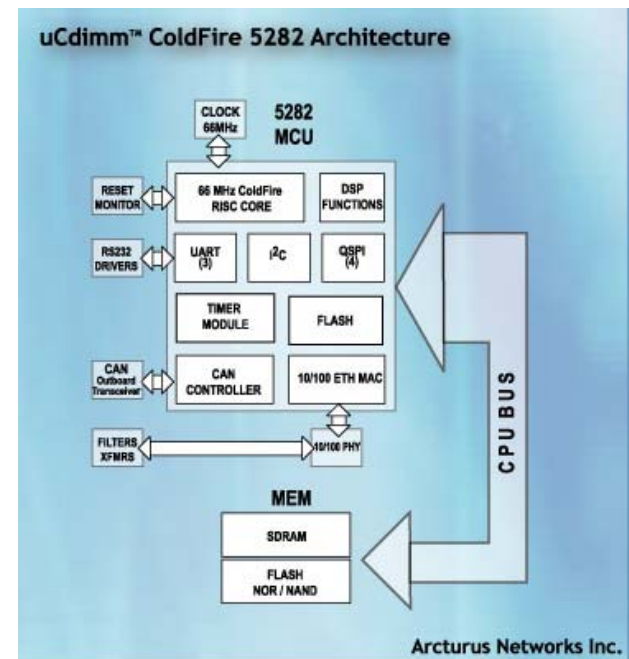 uCdimm™ ColdFire 5282 Architecture
CLOCK
66MHz
5282
MCU
RESET
MONITOR
66 MHz ColdFire
RISC CORE
DSP
FUNCTIONS
RS232
DRIVERS
UART
(3)
I²C
QSPI
(4)
TIMER
MODULE
FLASH
CAN
Outboard
Transceiver
CAN
CONTROLLER
10/100 ETH MAC
FILTERS
XFMRS
10/100 PHY
CPU BUS
MEM
SDRAM
FLASH
NOR / NAND
Arcturus Networks Inc.